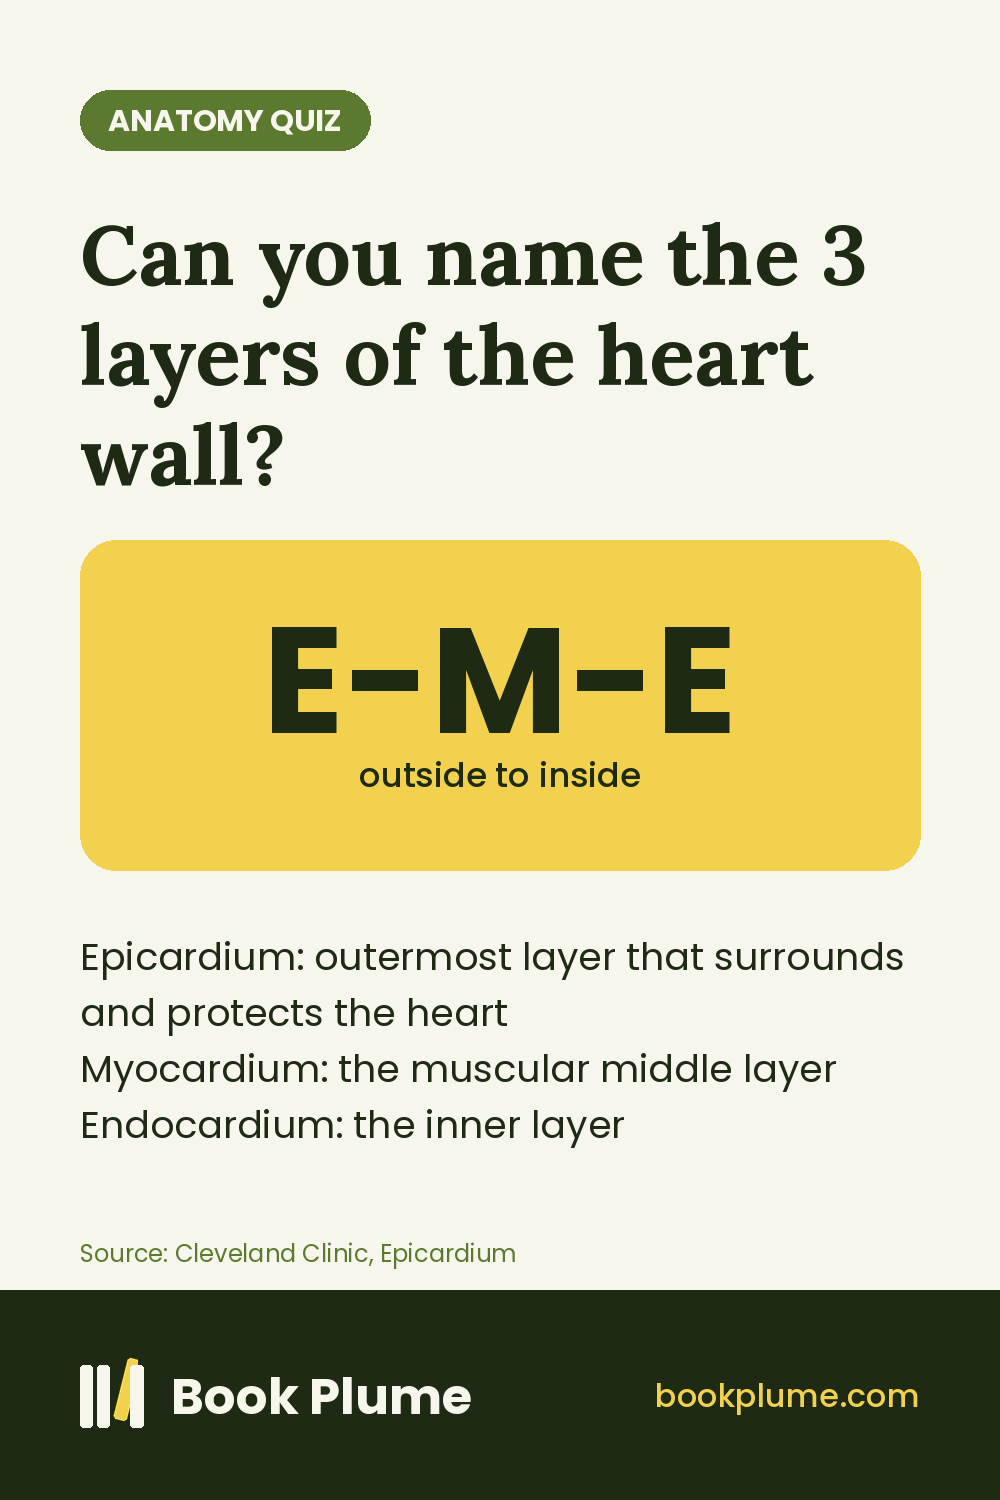 ANATOMY QUIZ
Can you name the 3
layers of the heart
wall?
E–M–E
outside to inside
Epicardium: outermost layer that surrounds
and protects the heart
Myocardium: the muscular middle layer
Endocardium: the inner layer
Source: Cleveland Clinic, Epicardium
Book Plume
bookplume.com